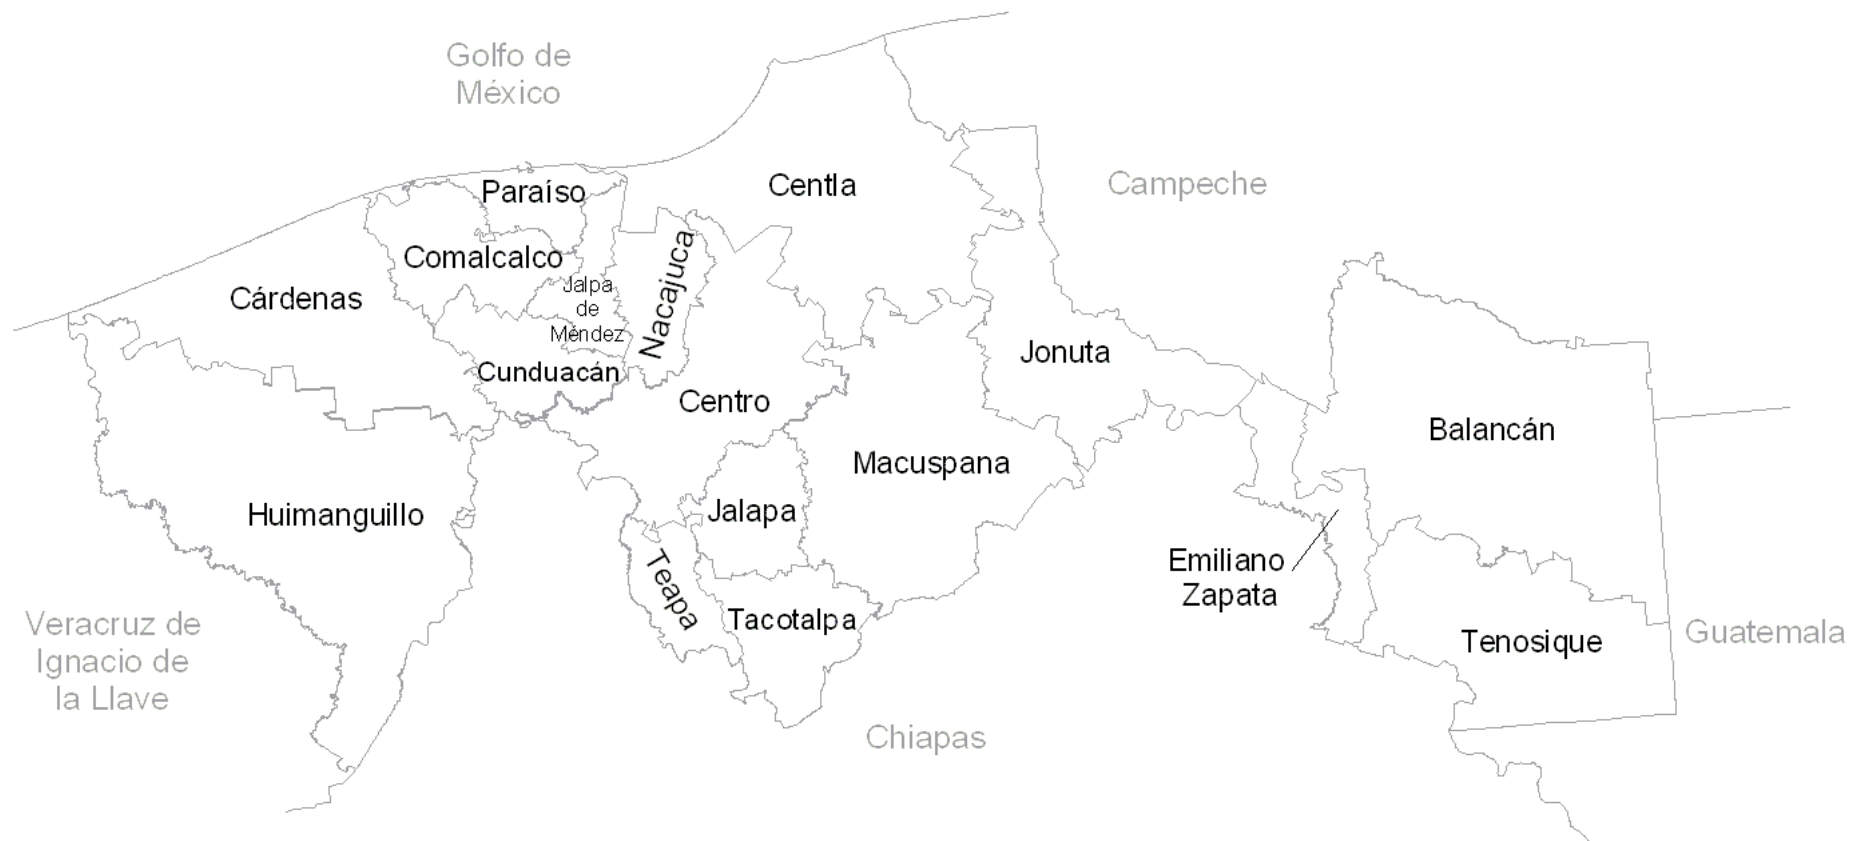 Golfo de
México
Centla
Campeche
Paraíso
Comalcalco
Nacajuca
Cárdenas
Jalpa
de
Méndez
Jonuta
Cunduacán
Centro
Balancán
Macuspana
Huimanguillo
Jalapa
Emiliano
Zapata
Teapa
Tacotalpa
Veracruz de
Ignacio de
la Llave
Tenosique
Guatemala
Chiapas